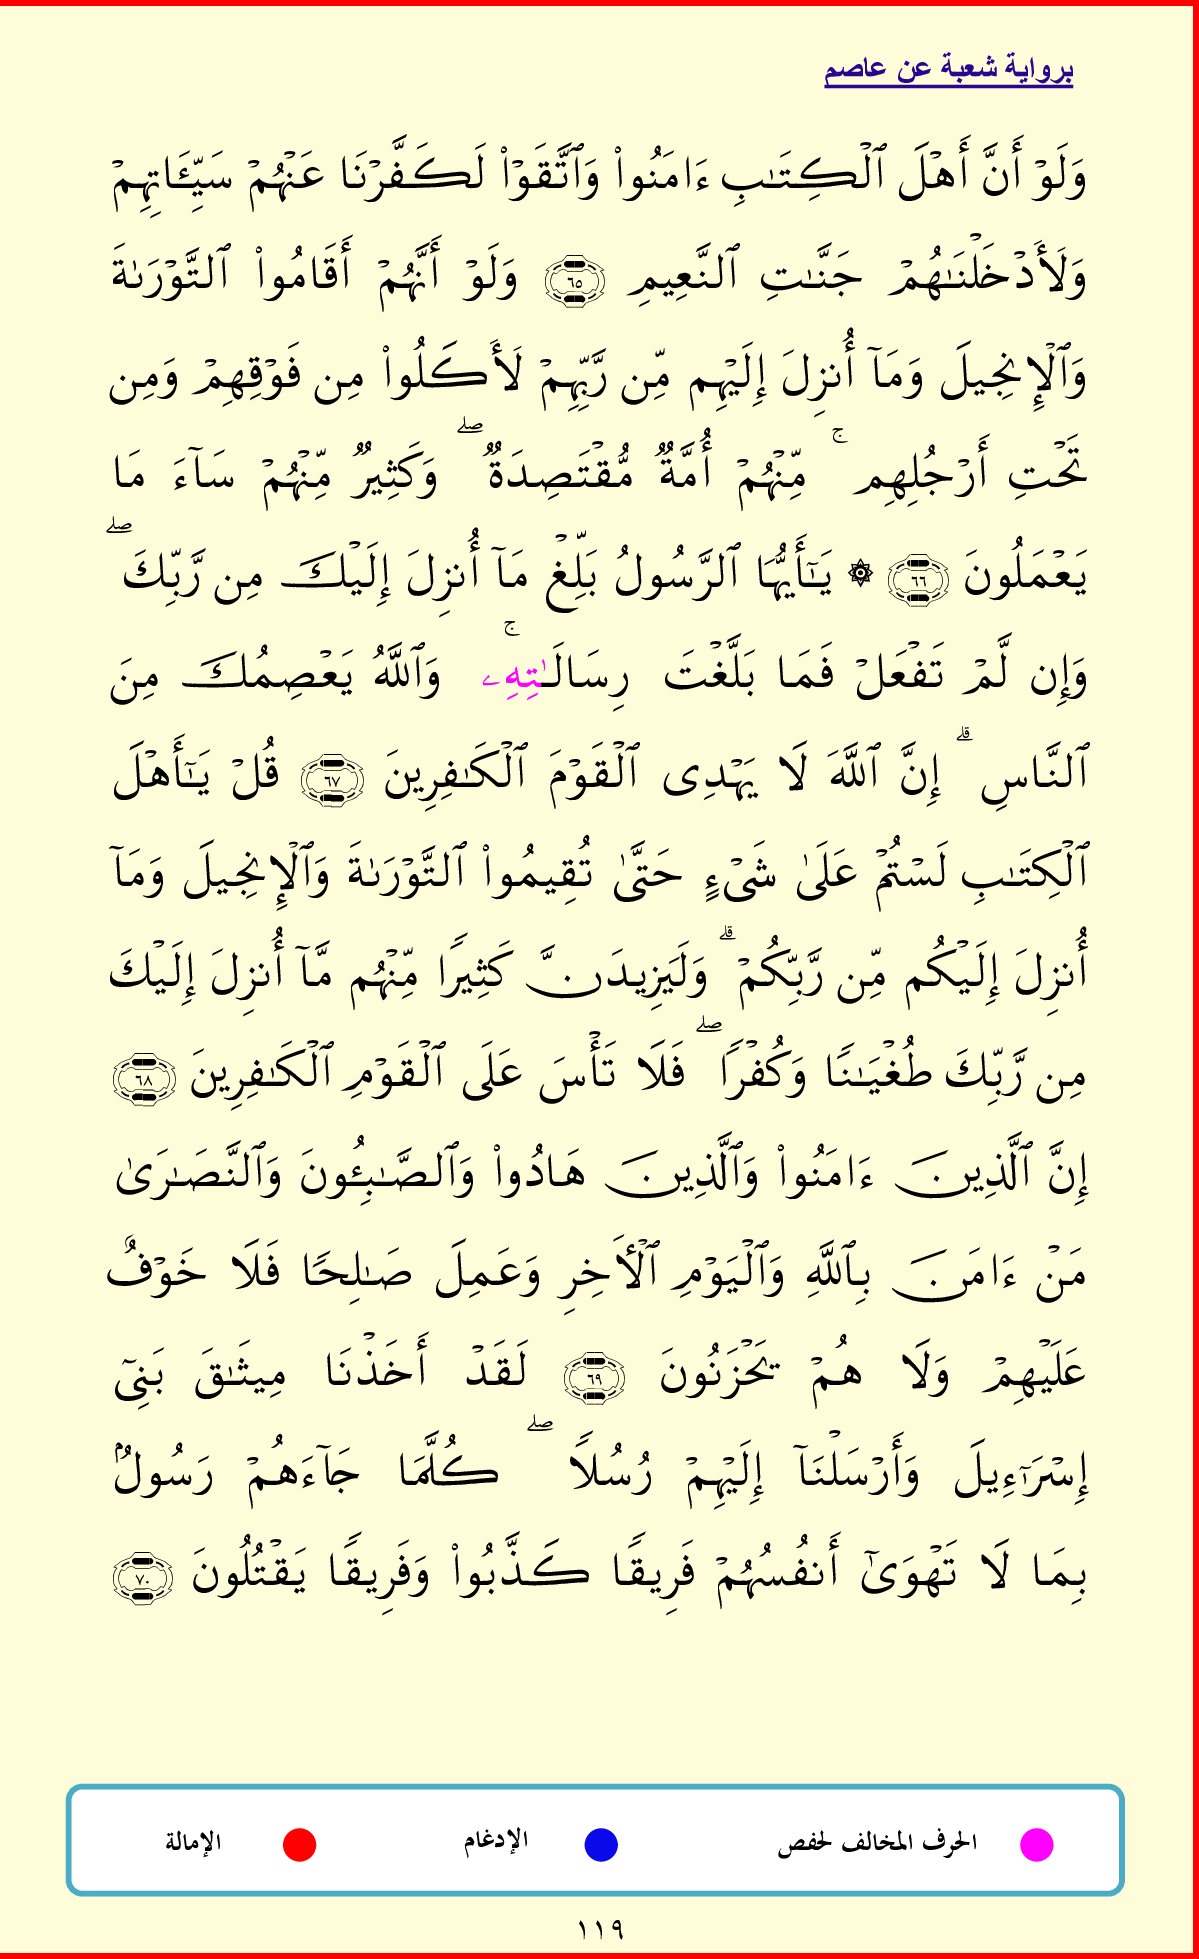 برواية شعبة عن عاصم
وَلَوۡ أَنَّ أَهۡلَ ٱلۡكِتَٰبِ ءَامَنُواْ وَٱتَّقَوۡاْ لَكَفَّرۡنَا عَنۡهُمۡ سَيِّـَٔاتِهِمۡ
وَلَأَدۡخَلۡنَٰهُمۡ جَنَّٰتِ ٱلنَّعِيمِ ٦٥ وَلَوۡ أَنَّهُمۡ أَقَامُواْ ٱلتَّوۡرَىٰةَ
وَٱلۡإِنجِيلَ وَمَآ أُنزِلَ إِلَيۡهِم مِّن رَّبِّهِمۡ لَأَكَلُواْ مِن فَوۡقِهِمۡ وَمِن
تَحۡتِ أَرۡجُلِهِمۚ مِّنۡهُمۡ أُمَّةٞ مُّقۡتَصِدَةٞۖ وَكَثِيرٞ مِّنۡهُمۡ سَآءَ مَا
يَعۡمَلُونَ ٦٦ ۞ يَٰٓأَيُّهَا ٱلرَّسُولُ بَلِّغۡ مَآ أُنزِلَ إِلَيۡكَ مِن رَّبِّكَۖ
وَإِن لَّمۡ تَفۡعَلۡ فَمَا بَلَّغۡتَ رِسَالَٰتِهِۦۚ وَٱللَّهُ يَعۡصِمُكَ مِنَ
ٱلنَّاسِۗ إِنَّ ٱللَّهَ لَا يَهۡدِي ٱلۡقَوۡمَ ٱلۡكَٰفِرِينَ ٦٧ قُلۡ يَٰٓأَهۡلَ
ٱلۡكِتَٰبِ لَسۡتُمۡ عَلَىٰ شَيۡءٍ حَتَّىٰ تُقِيمُواْ ٱلتَّوۡرَىٰةَ وَٱلۡإِنجِيلَ وَمَآ
أُنزِلَ إِلَيۡكُم مِّن رَّبِّكُمۡۗ وَلَيَزِيدَنَّ كَثِيرٗا مِّنۡهُم مَّآ أُنزِلَ إِلَيۡكَ
مِن رَّبِّكَ طُغۡيَٰنٗا وَكُفۡرٗاۖ فَلَا تَأۡسَ عَلَى ٱلۡقَوۡمِ ٱلۡكَٰفِرِينَ ٦٨
إِنَّ ٱلَّذِينَ ءَامَنُواْ وَٱلَّذِينَ هَادُواْ وَٱلصَّٰبِـُٔونَ وَٱلنَّصَٰرَىٰ
مَنۡ ءَامَنَ بِٱللَّهِ وَٱلۡيَوۡمِ ٱلۡأٓخِرِ وَعَمِلَ صَٰلِحٗا فَلَا خَوۡفٌ
عَلَيۡهِمۡ وَلَا هُمۡ يَحۡزَنُونَ ٦٩ لَقَدۡ أَخَذۡنَا مِيثَٰقَ بَنِيٓ
إِسۡرَٰٓءِيلَ وَأَرۡسَلۡنَآ إِلَيۡهِمۡ رُسُلٗاۖ كُلَّمَا جَآءَهُمۡ رَسُولُۢ
بِمَا لَا تَهۡوَىٰٓ أَنفُسُهُمۡ فَرِيقٗا كَذَّبُواْ وَفَرِيقٗا يَقۡتُلُونَ ٧٠
الحرف المخالف لحفص الإدغام الإمالة
١١٩